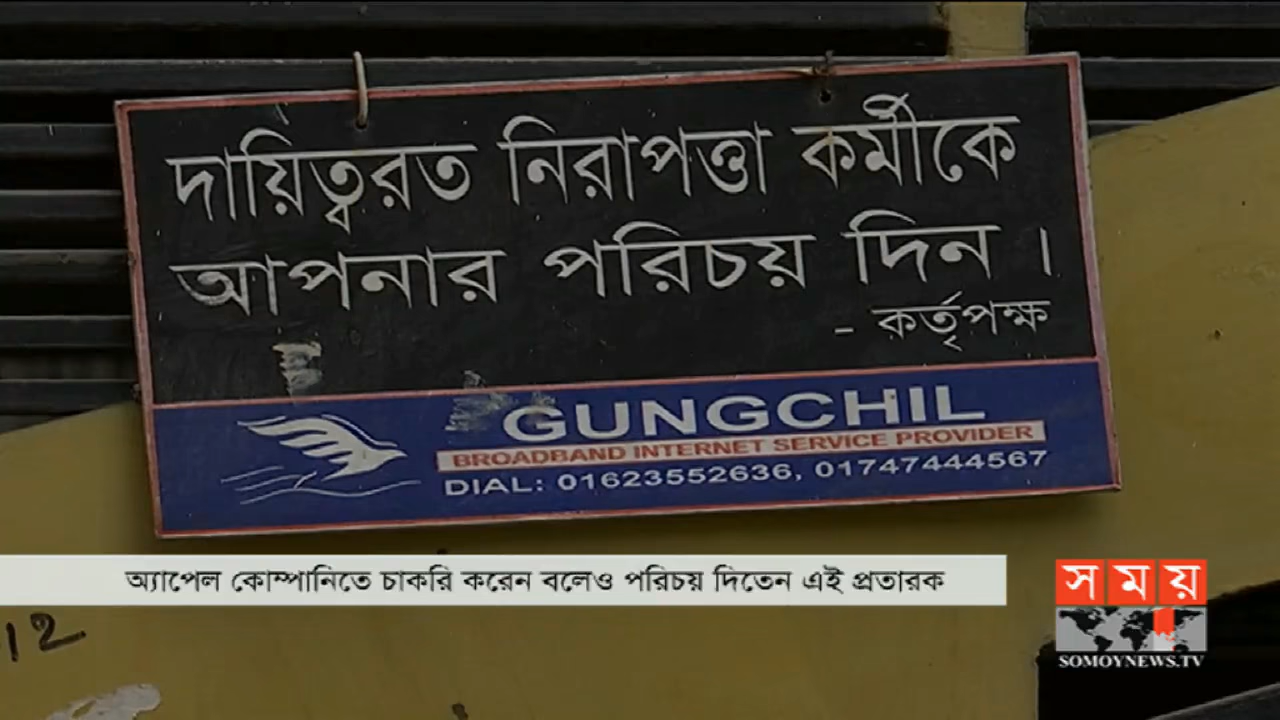 দায়িত্বরত নিরাপত্তা কর্মীকে
আপনার পরিচয় দিন ।
- কর্তৃপক্ষ
GUNGCHIL
BROADBAND INTERNET SERVICE PROVIDER
DIAL: 01623552636, 01747444567
অ্যাপেল কোম্পানিতে চাকরি করেন বলেও পরিচয় দিতেন এই প্রতারক
১২
সময়
SOMOYNEWS.TV